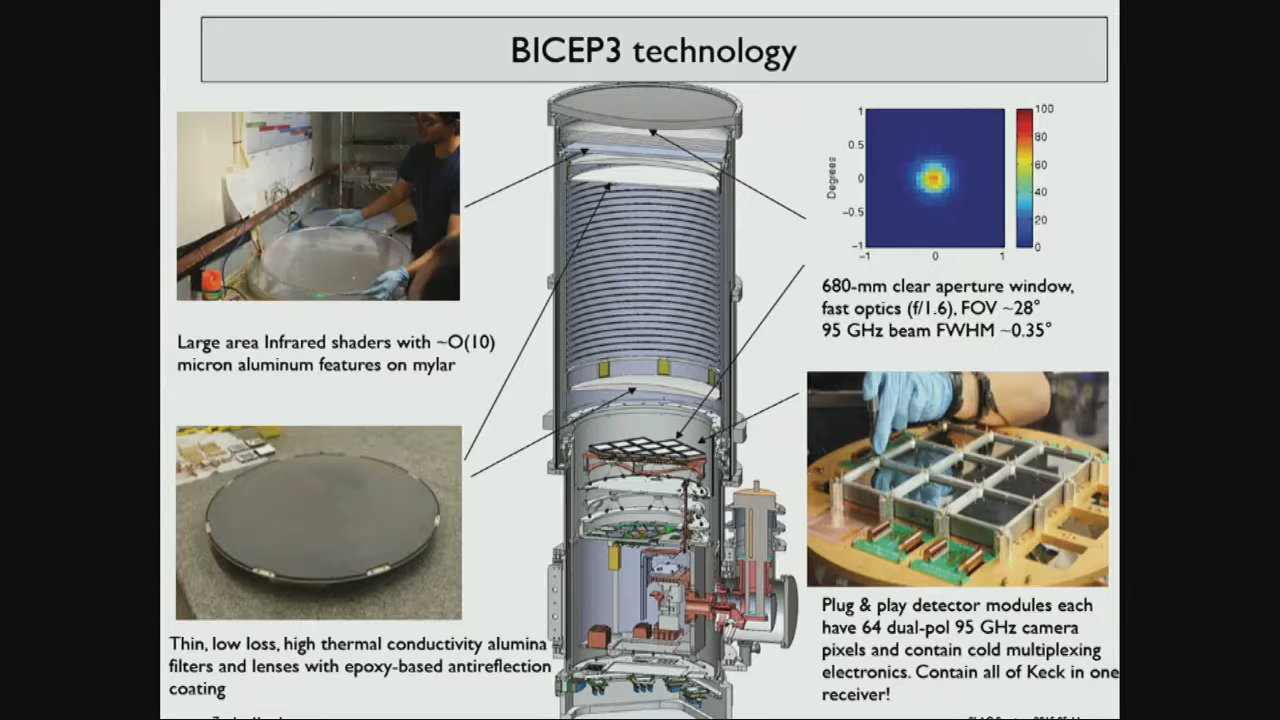 BICEP3 technology
Large area Infrared shaders with ~O(10)
micron aluminum features on mylar
Thin, low loss, high thermal conductivity alumina
filters and lenses with epoxy-based antireflection
coating
1
0.5
0
−0.5
−1
Degrees
−1
0
1
100
80
60
40
20
0
680-mm clear aperture window,
fast optics (f/1.6), FOV ~28°
95 GHz beam FWHM ~0.35°
Plug & play detector modules each
have 64 dual-pol 95 GHz camera
pixels and contain cold multiplexing
electronics. Contain all of Keck in one
receiver!